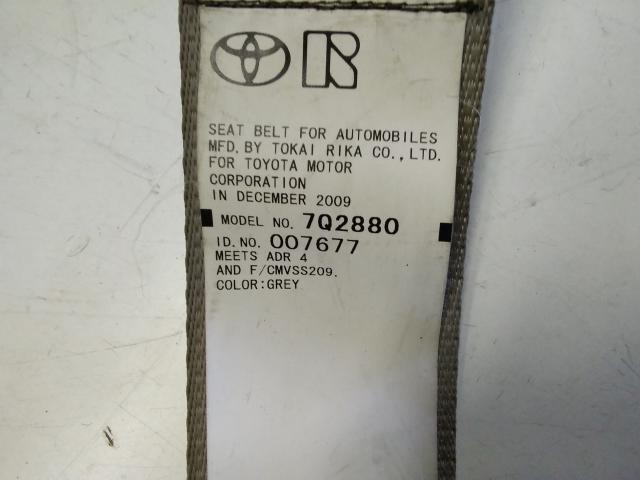 SEAT BELT FOR AUTOMOBILES
MFD. BY TOKAI RIKA CO., LTD.
FOR TOYOTA MOTOR
CORPORATION
IN DECEMBER 2009
MODEL NO. 7Q2880
ID. NO. 007677
MEETS ADR 4
AND F/CMVSS209.
COLOR:GREY